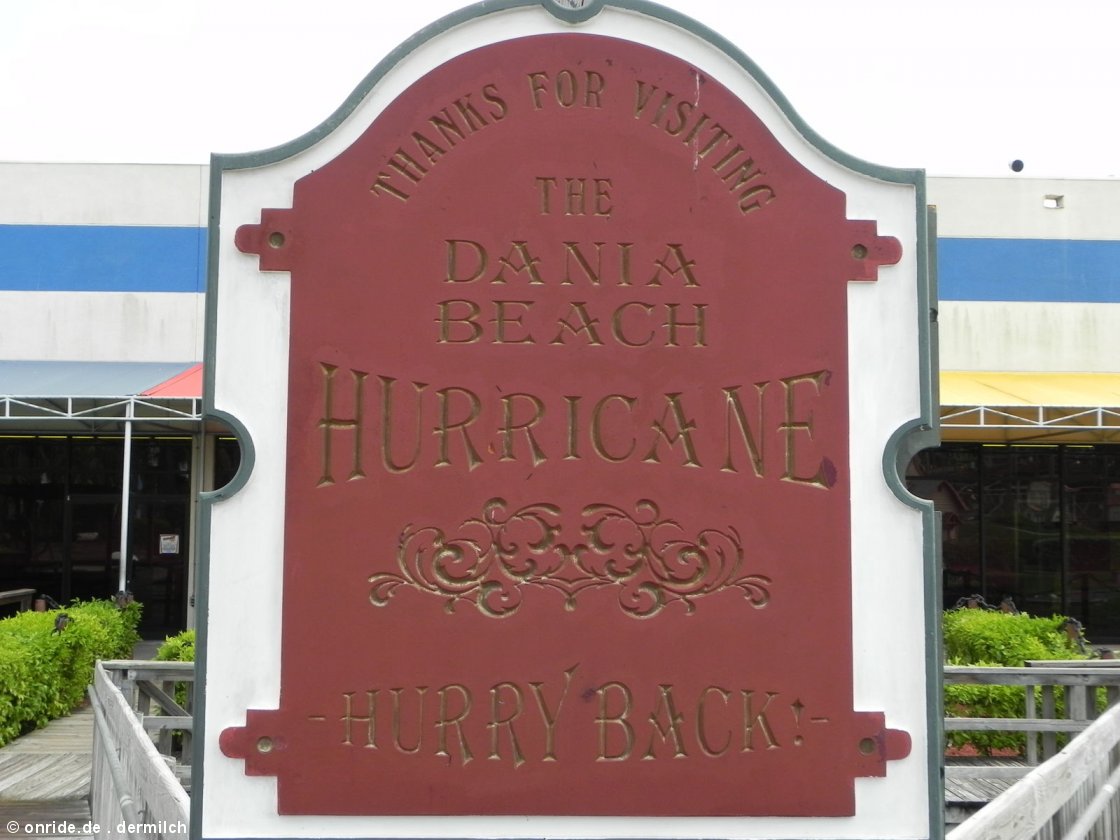 THANKS FOR VISITING
THE
DANIA
BEACH
HURRICANE
-HURRY BACK!-
© onride.de . dermilch